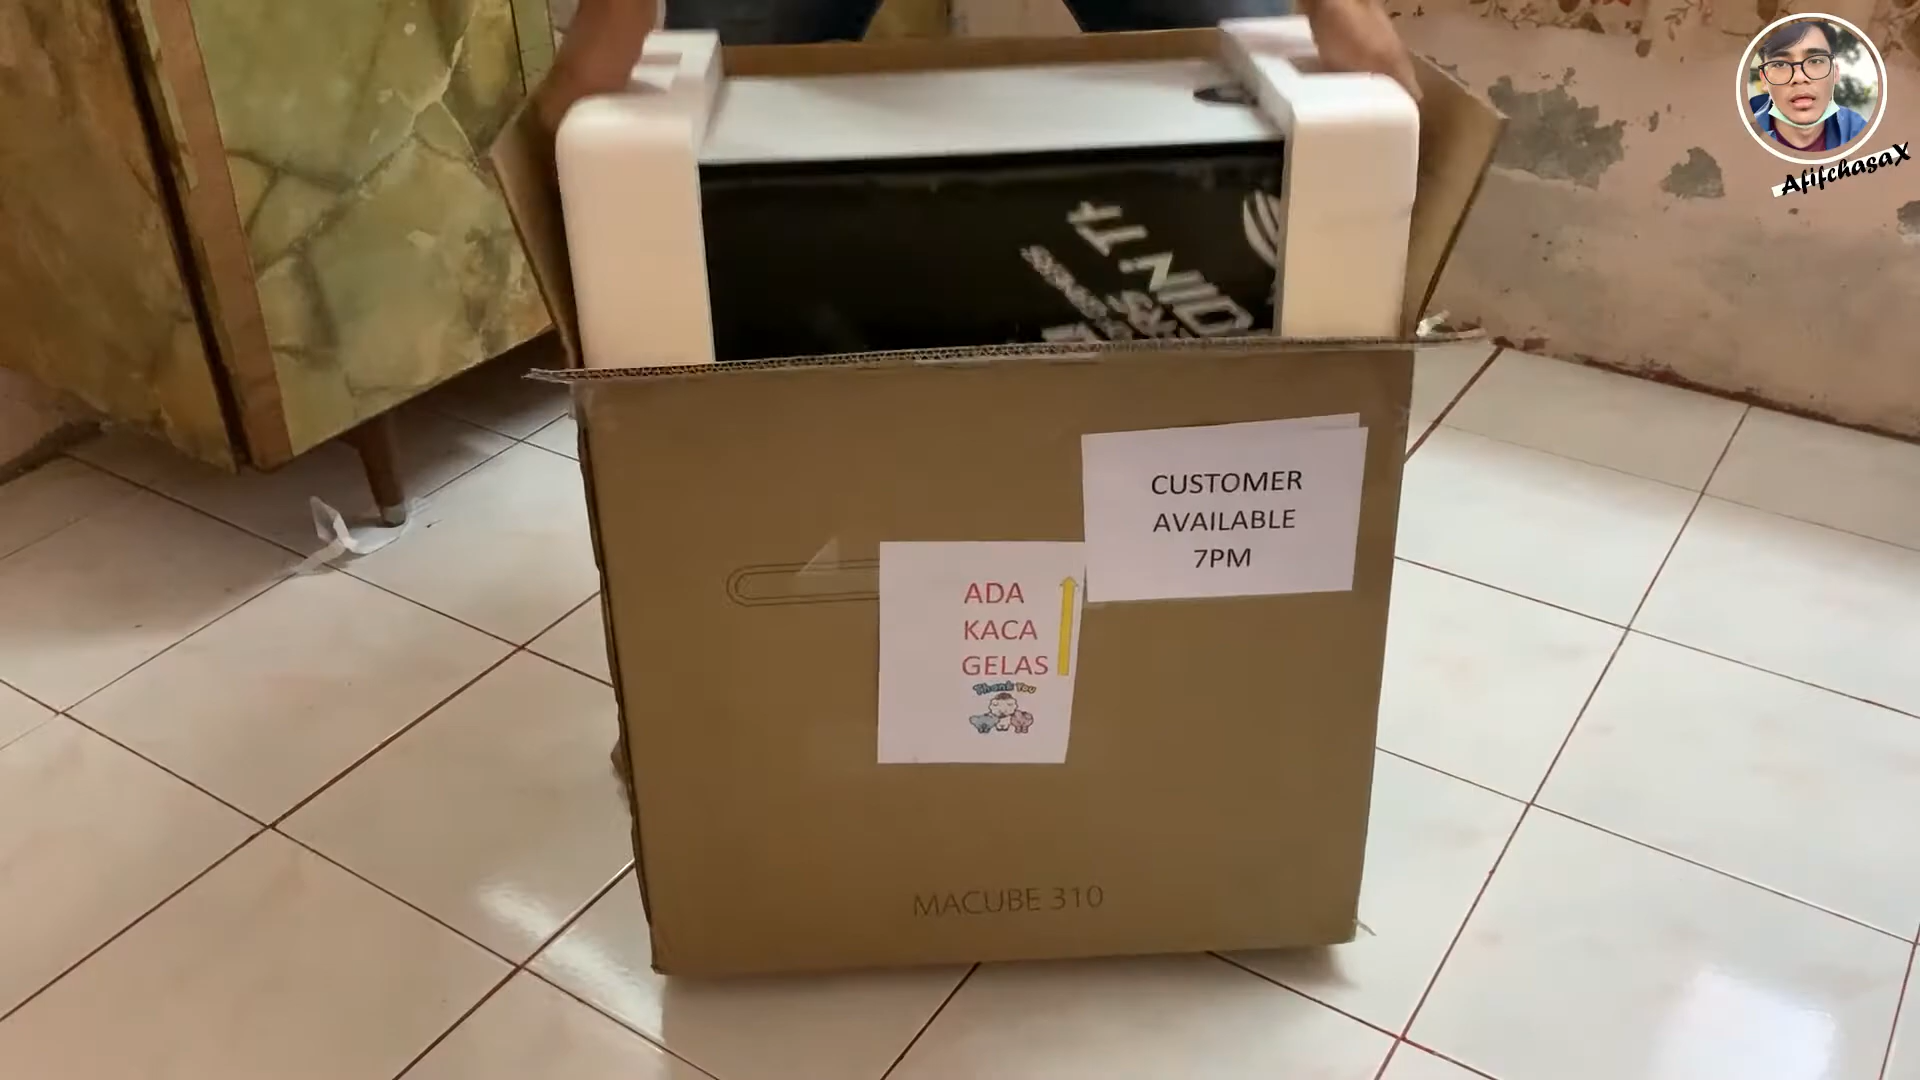 AfifchasaX
CUSTOMER
AVAILABLE
7PM
ADA
KACA
GELAS
Thank You
MACUBE 310